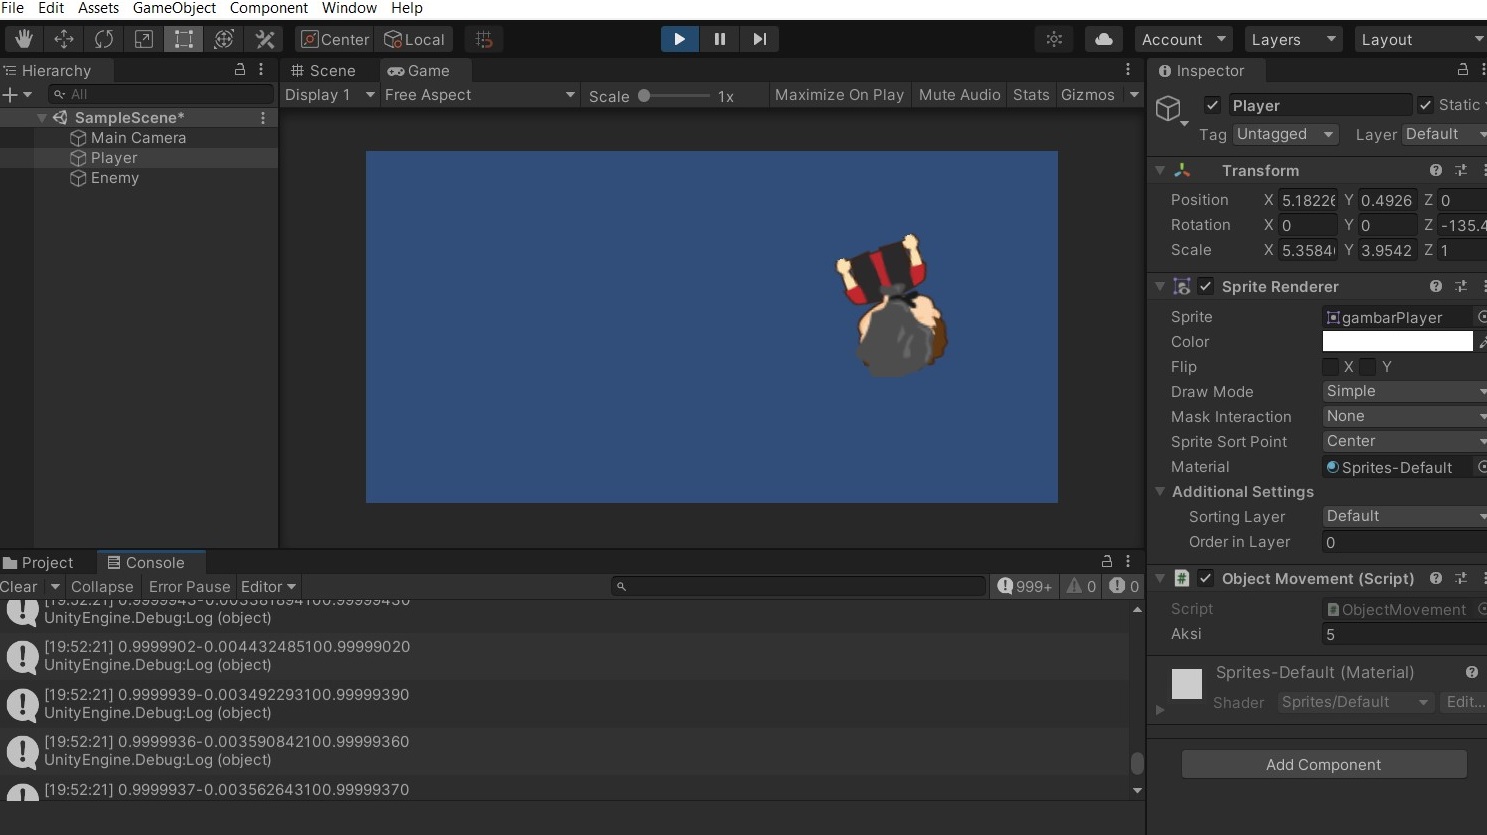 File Edit Assets GameObject Component Window Help
Center Local Account Layers Layout
Hierarchy
All
SampleScene*
Main Camera
Player
Enemy
Scene Game
Display 1 Free Aspect Scale 1x Maximize On Play Mute Audio Stats Gizmos
Inspector
Player Static
Tag Untagged Layer Default
Transform
Position X 5.1822 Y 0.4926 Z 0
Rotation X 0 Y 0 Z -135.4
Scale X 5.3584 Y 3.9542 Z 1
Sprite Renderer
Sprite gambarPlayer
Color
Flip X Y
Draw Mode Simple
Mask Interaction None
Sprite Sort Point Center
Material Sprites-Default
Additional Settings
Sorting Layer Default
Order in Layer 0
Object Movement (Script)
Script ObjectMovement
Aksi 5
Sprites-Default (Material)
Shader Sprites/Default Edit...
Add Component
Project Console
Clear Collapse Error Pause Editor 999+ 0 0
UnityEngine.Debug:Log (object)
[19:52:21] 0.9999902-0.004432485100.99999020
UnityEngine.Debug:Log (object)
[19:52:21] 0.9999939-0.003492293100.99999390
UnityEngine.Debug:Log (object)
[19:52:21] 0.9999936-0.003590842100.99999360
UnityEngine.Debug:Log (object)
[19:52:21] 0.9999937-0.003562643100.99999370